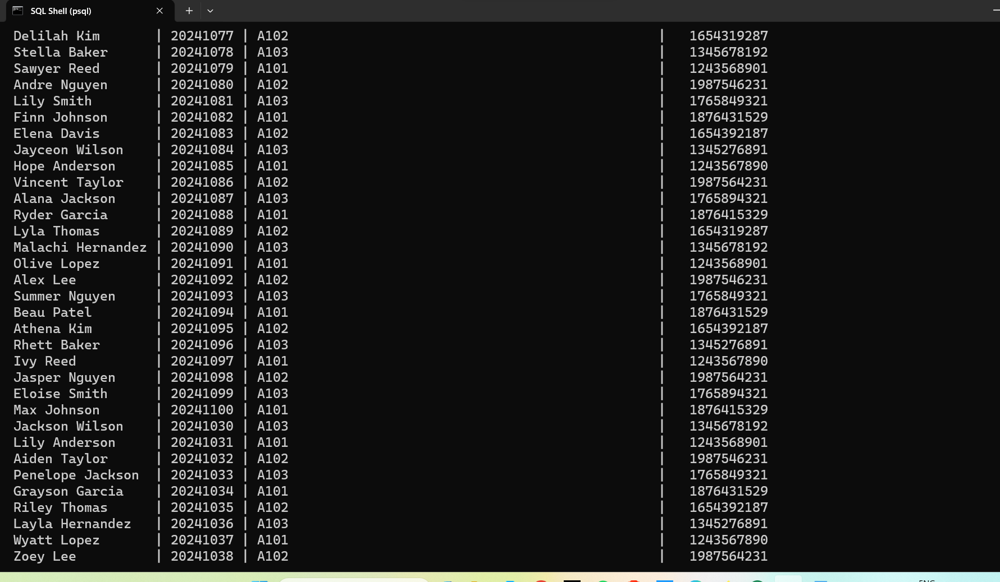 SQL Shell (psql)
Delilah Kim | 20241077 | A102 | 1654319287
Stella Baker | 20241078 | A103 | 1345678192
Sawyer Reed | 20241079 | A101 | 1243568901
Andre Nguyen | 20241080 | A102 | 1987546231
Lily Smith | 20241081 | A103 | 1765849321
Finn Johnson | 20241082 | A101 | 1876431529
Elena Davis | 20241083 | A102 | 1654392187
Jayceon Wilson | 20241084 | A103 | 1345276891
Hope Anderson | 20241085 | A101 | 1243567890
Vincent Taylor | 20241086 | A102 | 1987564231
Alana Jackson | 20241087 | A103 | 1765894321
Ryder Garcia | 20241088 | A101 | 1876415329
Lyla Thomas | 20241089 | A102 | 1654319287
Malachi Hernandez | 20241090 | A103 | 1345678192
Olive Lopez | 20241091 | A101 | 1243568901
Alex Lee | 20241092 | A102 | 1987546231
Summer Nguyen | 20241093 | A103 | 1765849321
Beau Patel | 20241094 | A101 | 1876431529
Athena Kim | 20241095 | A102 | 1654392187
Rhett Baker | 20241096 | A103 | 1345276891
Ivy Reed | 20241097 | A101 | 1243567890
Jasper Nguyen | 20241098 | A102 | 1987564231
Eloise Smith | 20241099 | A103 | 1765894321
Max Johnson | 20241100 | A101 | 1876415329
Jackson Wilson | 20241030 | A103 | 1345678192
Lily Anderson | 20241031 | A101 | 1243568901
Aiden Taylor | 20241032 | A102 | 1987546231
Penelope Jackson | 20241033 | A103 | 1765849321
Grayson Garcia | 20241034 | A101 | 1876431529
Riley Thomas | 20241035 | A102 | 1654392187
Layla Hernandez | 20241036 | A103 | 1345276891
Wyatt Lopez | 20241037 | A101 | 1243567890
Zoey Lee | 20241038 | A102 | 1987564231
ENG